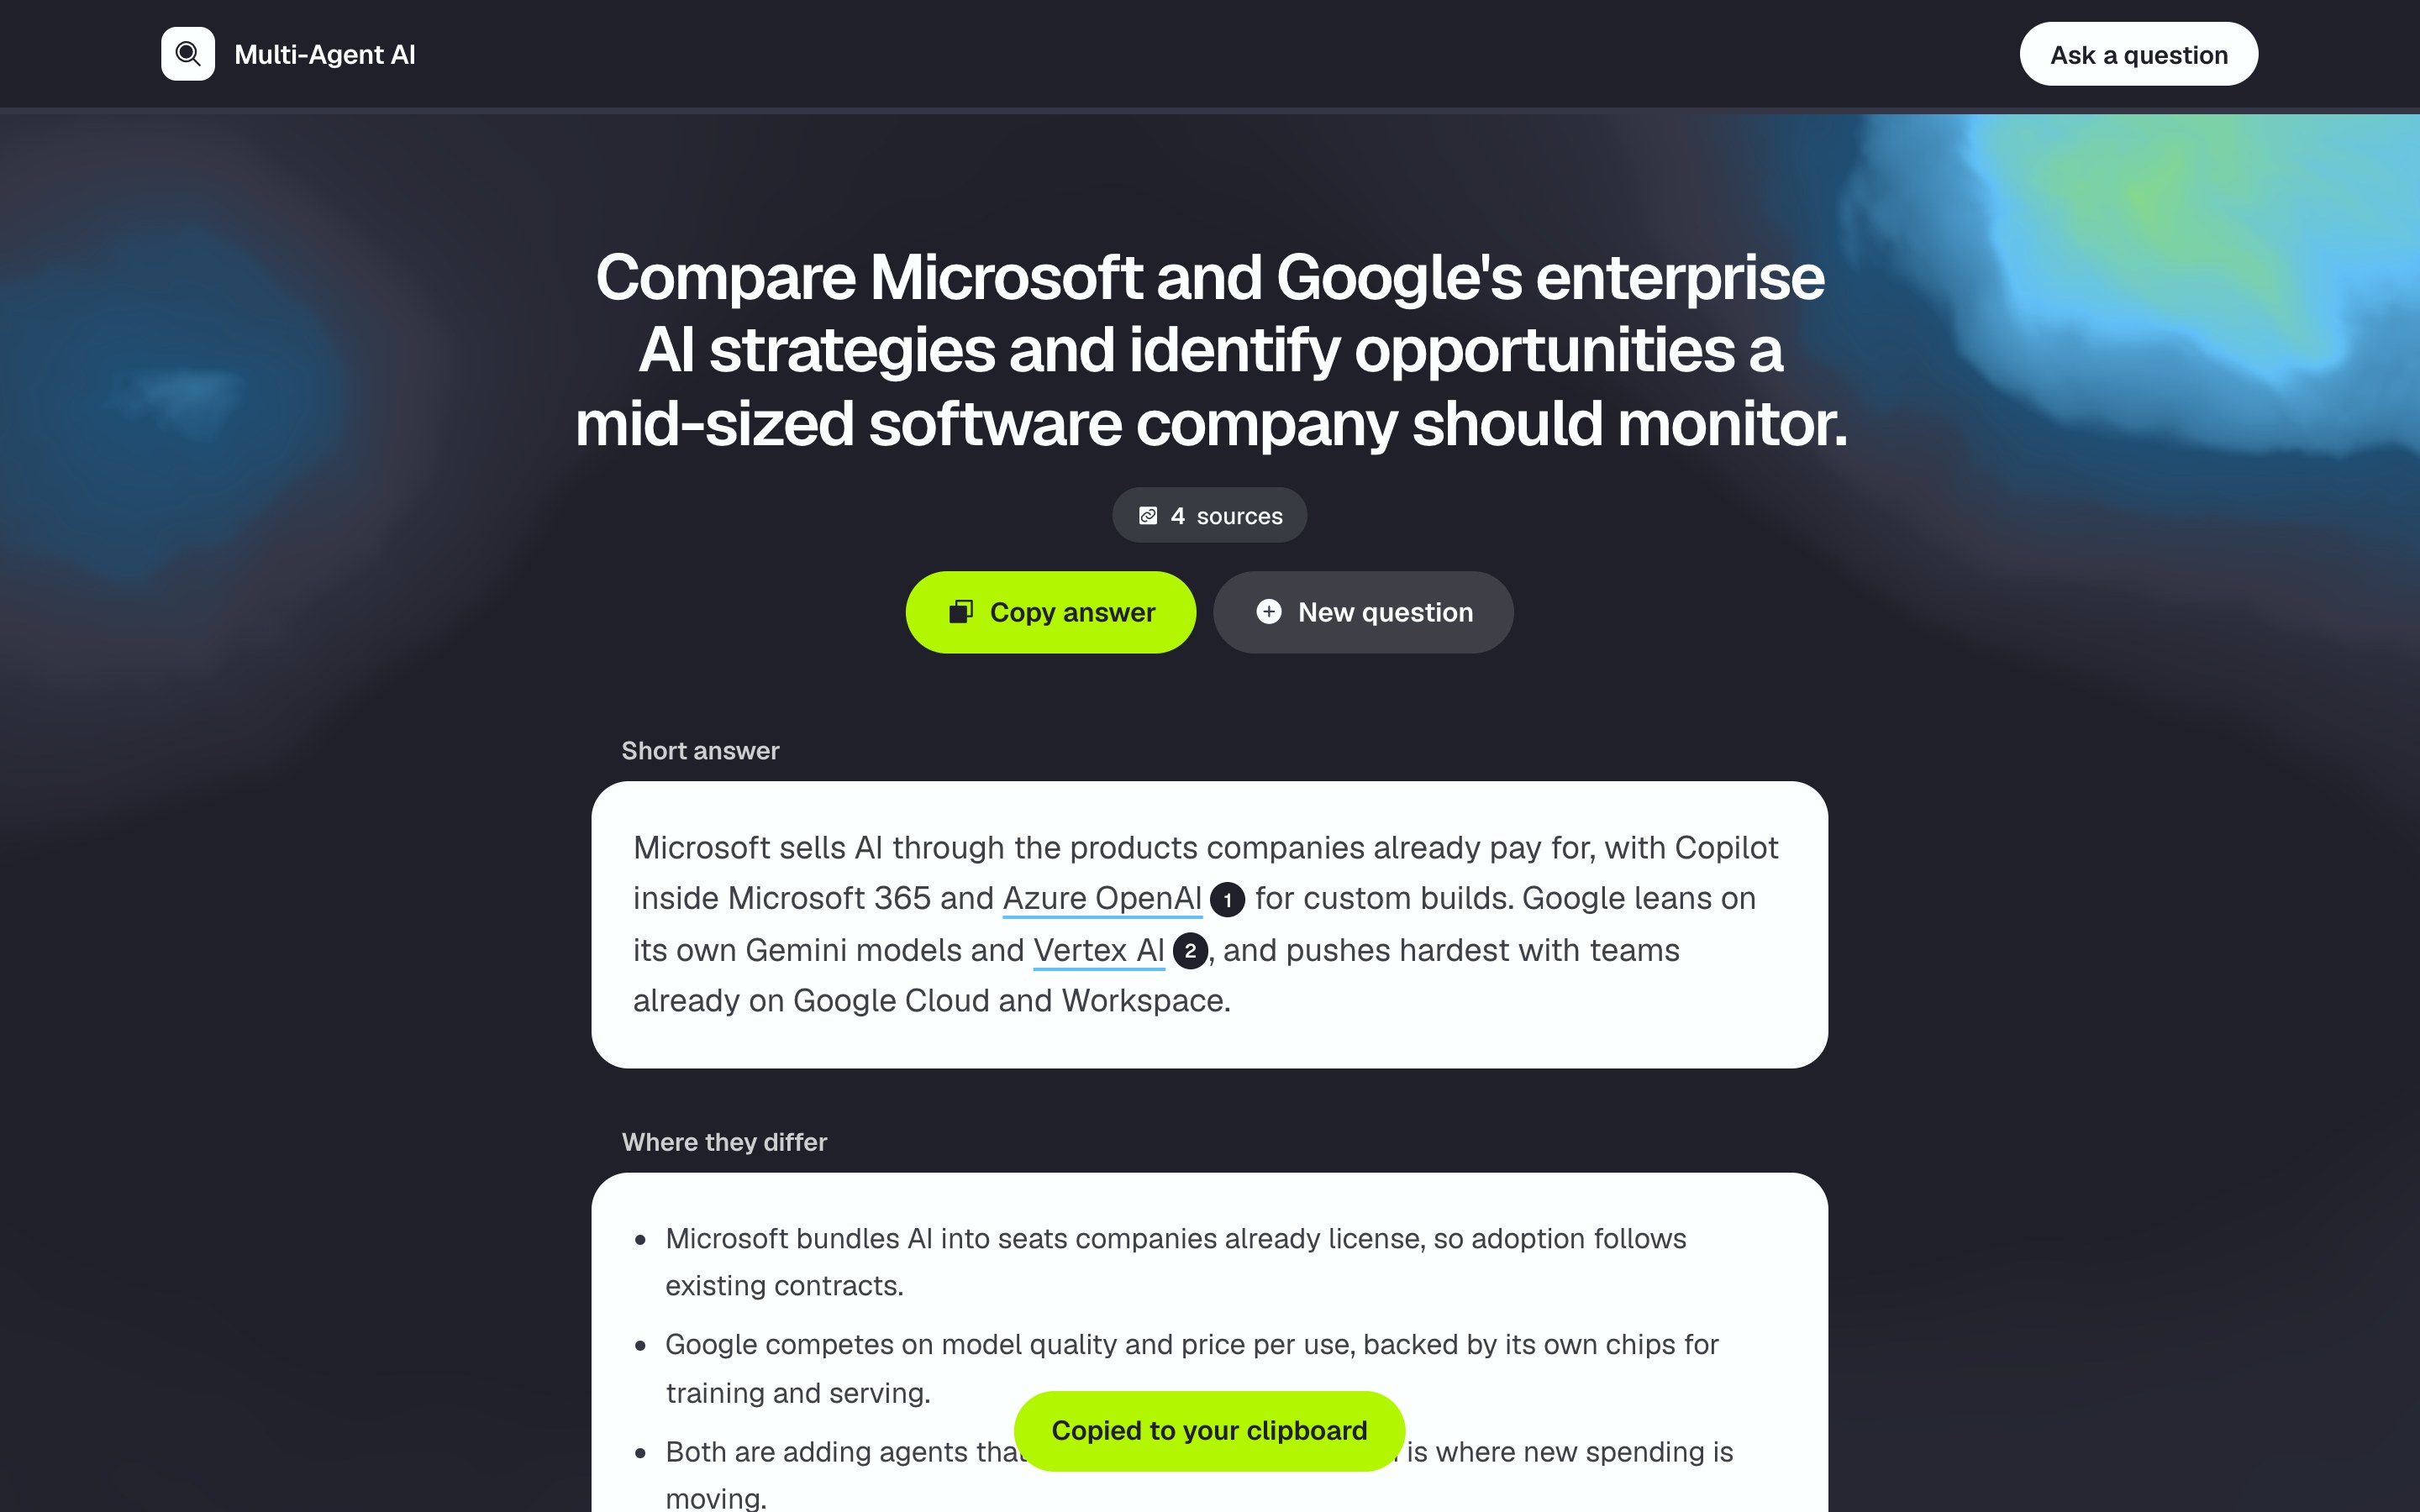 Multi-Agent AI
Ask a question
Compare Microsoft and Google's enterprise
AI strategies and identify opportunities a
mid-sized software company should monitor.
4 sources
Copy answer
New question
Short answer
Microsoft sells AI through the products companies already pay for, with Copilot
inside Microsoft 365 and Azure OpenAI 1 for custom builds. Google leans on
its own Gemini models and Vertex AI 2, and pushes hardest with teams
already on Google Cloud and Workspace.
Where they differ
• Microsoft bundles AI into seats companies already license, so adoption follows
existing contracts.
• Google competes on model quality and price per use, backed by its own chips for
training and serving.
• Both are adding agents is where new spending is
moving.
Copied to your clipboard